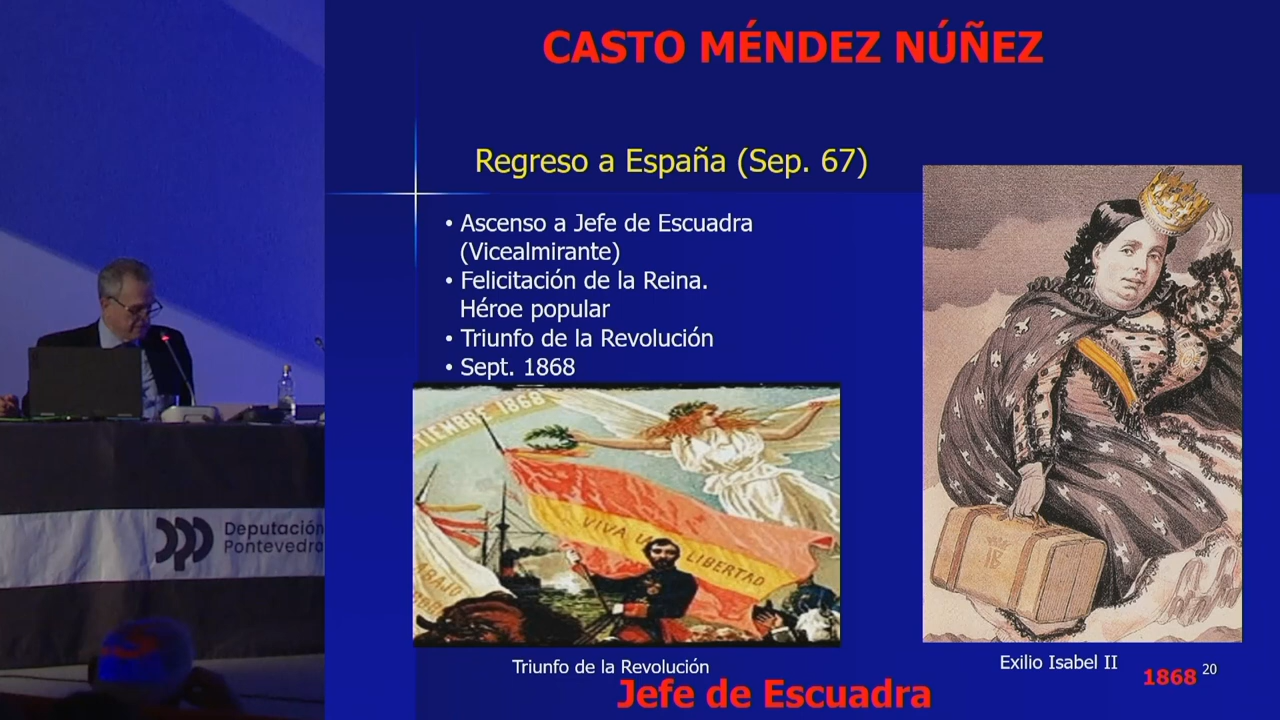 CASTO MÉNDEZ NÚÑEZ
Regreso a España (Sep. 67)
• Ascenso a Jefe de Escuadra
(Vicealmirante)
• Felicitación de la Reina.
Héroe popular
• Triunfo de la Revolución
• Sept. 1868
TIEMBRE 1868
VIVA
LIBERTAD
ABAJO
Triunfo de la Revolución
Exilio Isabel II
1868
20
Jefe de Escuadra
Deputación
Pontevedra